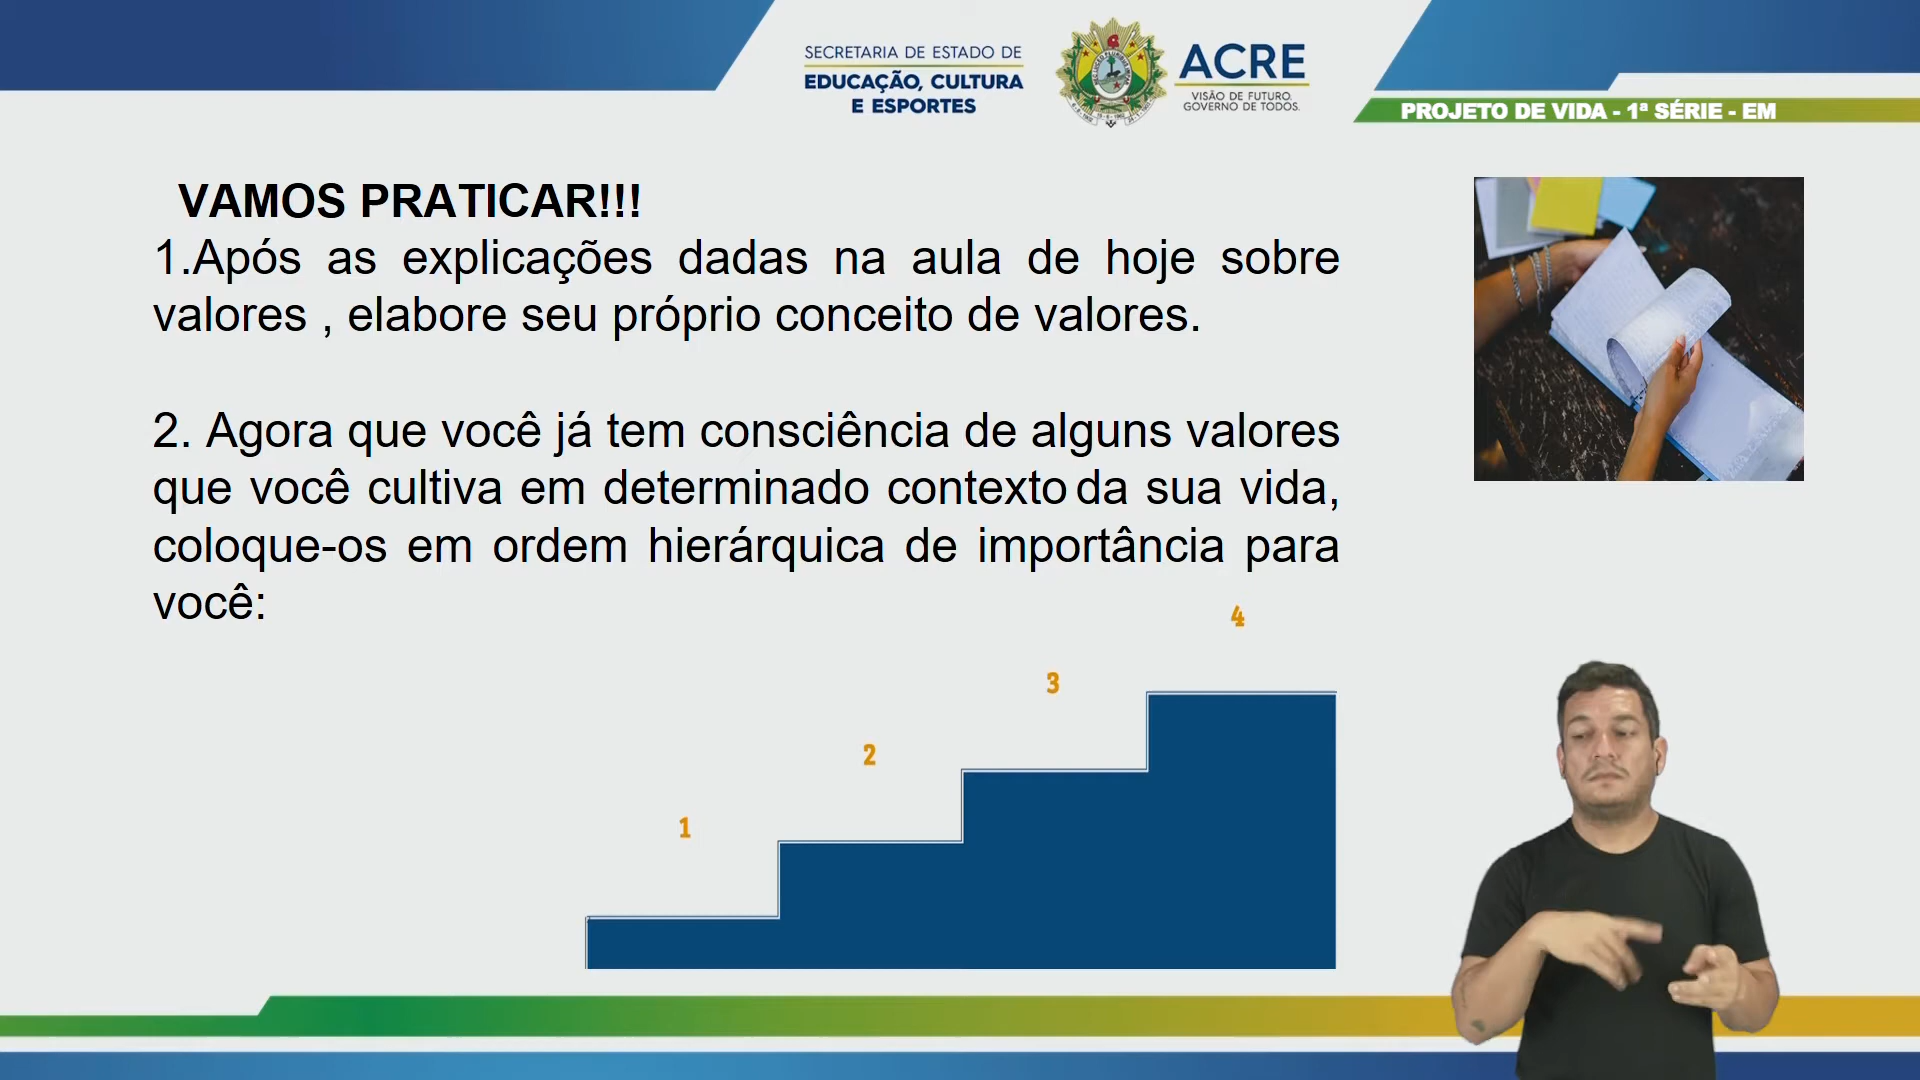 SECRETARIA DE ESTADO DE
EDUCAÇÃO, CULTURA
E ESPORTES
ACRE
VISÃO DE FUTURO.
GOVERNO DE TODOS.
PROJETO DE VIDA - 1ª SÉRIE - EM
VAMOS PRATICAR!!!
1.Após as explicações dadas na aula de hoje sobre
valores , elabore seu próprio conceito de valores.
2. Agora que você já tem consciência de alguns valores
que você cultiva em determinado contexto da sua vida,
coloque-os em ordem hierárquica de importância para
você:
4
3
2
1